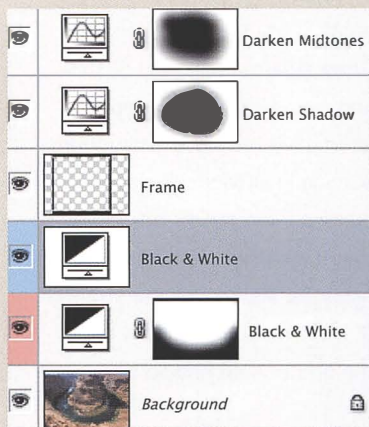 Darken Midtones
Darken Shadow
Frame
Black & White
Black & White
Background